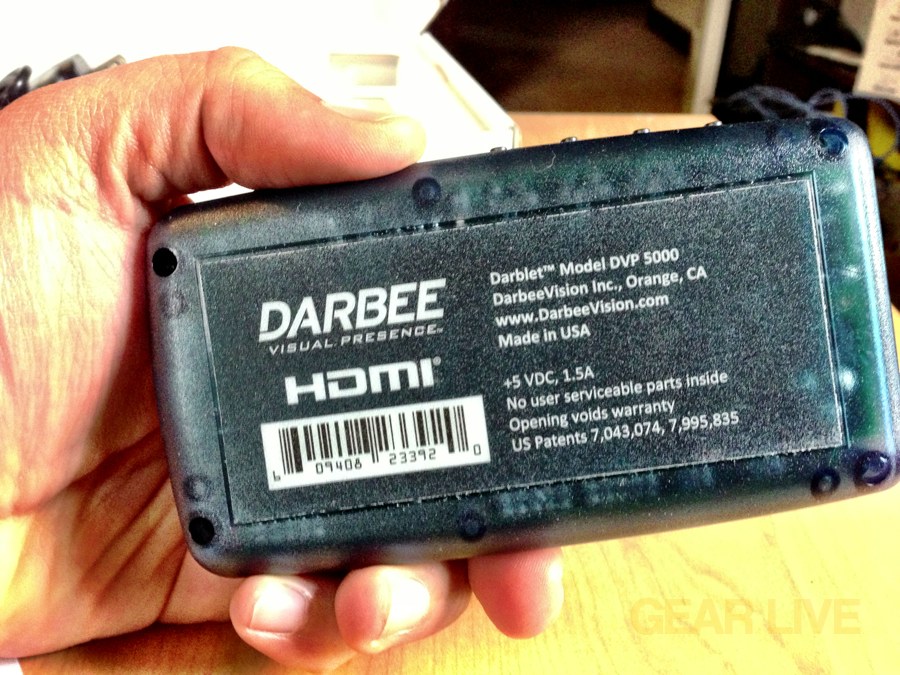 DARBEE
VISUAL PRESENCE™
HDMI®
6 09408 23392 0
Darblet™ Model DVP 5000
DarbeeVision Inc., Orange, CA
www.DarbeeVision.com
Made in USA
+5 VDC, 1.5A
No user serviceable parts inside
Opening voids warranty
US Patents 7,043,074, 7,995,835
GEAR LIVE